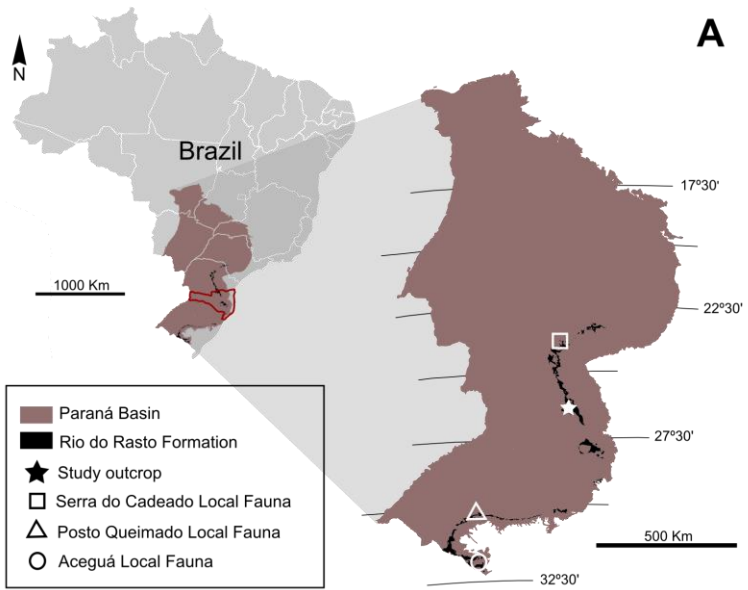 A
N
Brazil
17º30'
1000 Km
22º30'
Paraná Basin
Rio do Rasto Formation
27º30'
Study outcrop
Serra do Cadeado Local Fauna
Posto Queimado Local Fauna
500 Km
Aceguá Local Fauna
32º30'